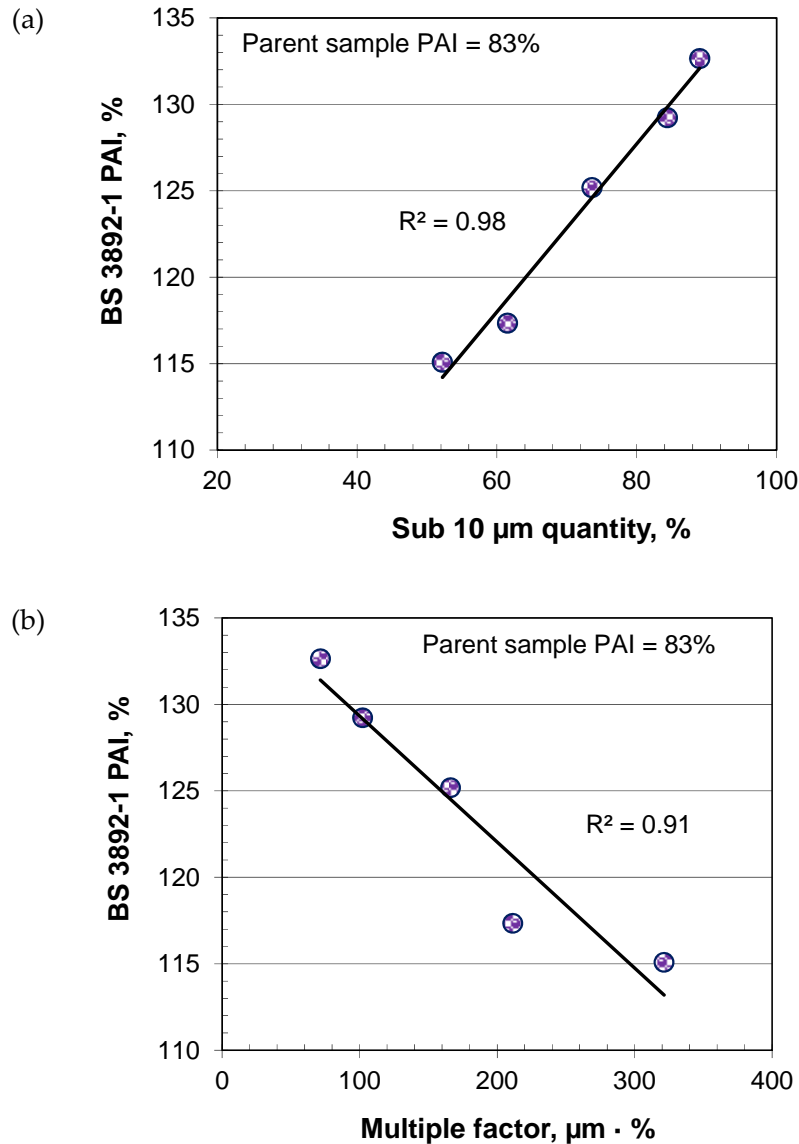 (a)
Parent sample PAI = 83%
BS 3892-1 PAI, %
135
130
125
120
115
110
R² = 0.98
20 40 60 80 100
Sub 10 µm quantity, %
(b)
Parent sample PAI = 83%
BS 3892-1 PAI, %
135
130
125
120
115
110
R² = 0.91
0 100 200 300 400
Multiple factor, µm · %